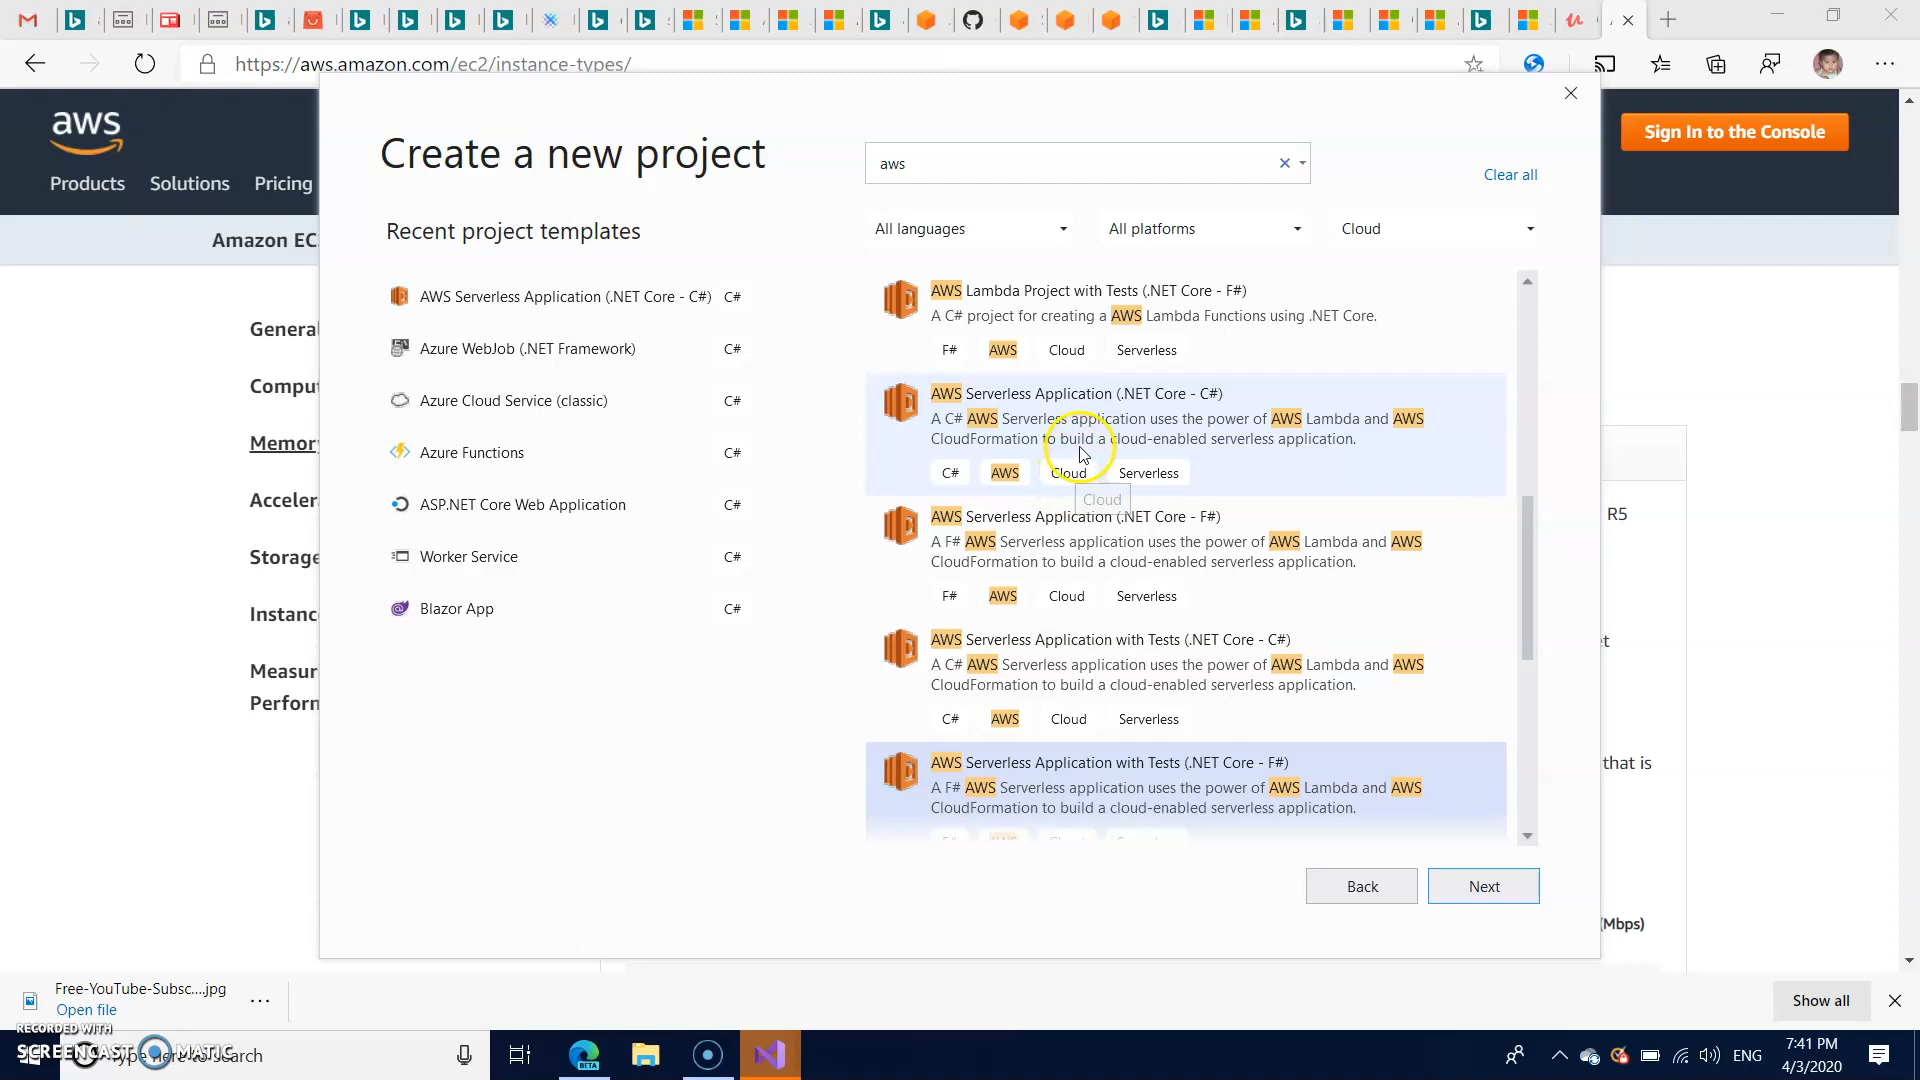 https://aws.amazon.com/ec2/instance-types/
aws
Products
Solutions
Pricing
Sign In to the Console
Amazon EC
General
Compu
Memory
Accelera
Storage
Instance
Measur
Perform
R5
et
that is
(Mbps)
Create a new project
aws
Clear all
All languages
All platforms
Cloud
Recent project templates
AWS Serverless Application (.NET Core - C#) C#
Azure WebJob (.NET Framework) C#
Azure Cloud Service (classic) C#
Azure Functions C#
ASP.NET Core Web Application C#
Worker Service C#
Blazor App C#
AWS Lambda Project with Tests (.NET Core - F#)
A C# project for creating a AWS Lambda Functions using .NET Core.
F# AWS Cloud Serverless
AWS Serverless Application (.NET Core - C#)
A C# AWS Serverless application uses the power of AWS Lambda and AWS
CloudFormation to build a cloud-enabled serverless application.
C# AWS Cloud Serverless
Cloud
AWS Serverless Application (.NET Core - F#)
A F# AWS Serverless application uses the power of AWS Lambda and AWS
CloudFormation to build a cloud-enabled serverless application.
F# AWS Cloud Serverless
AWS Serverless Application with Tests (.NET Core - C#)
A C# AWS Serverless application uses the power of AWS Lambda and AWS
CloudFormation to build a cloud-enabled serverless application.
C# AWS Cloud Serverless
AWS Serverless Application with Tests (.NET Core - F#)
A F# AWS Serverless application uses the power of AWS Lambda and AWS
CloudFormation to build a cloud-enabled serverless application.
Back
Next
Free-YouTube-Subsc....jpg
Open file
Show all
RECORDED WITH
SCREENCAST MATIC
Type here to search
BETA
ENG
7:41 PM
4/3/2020